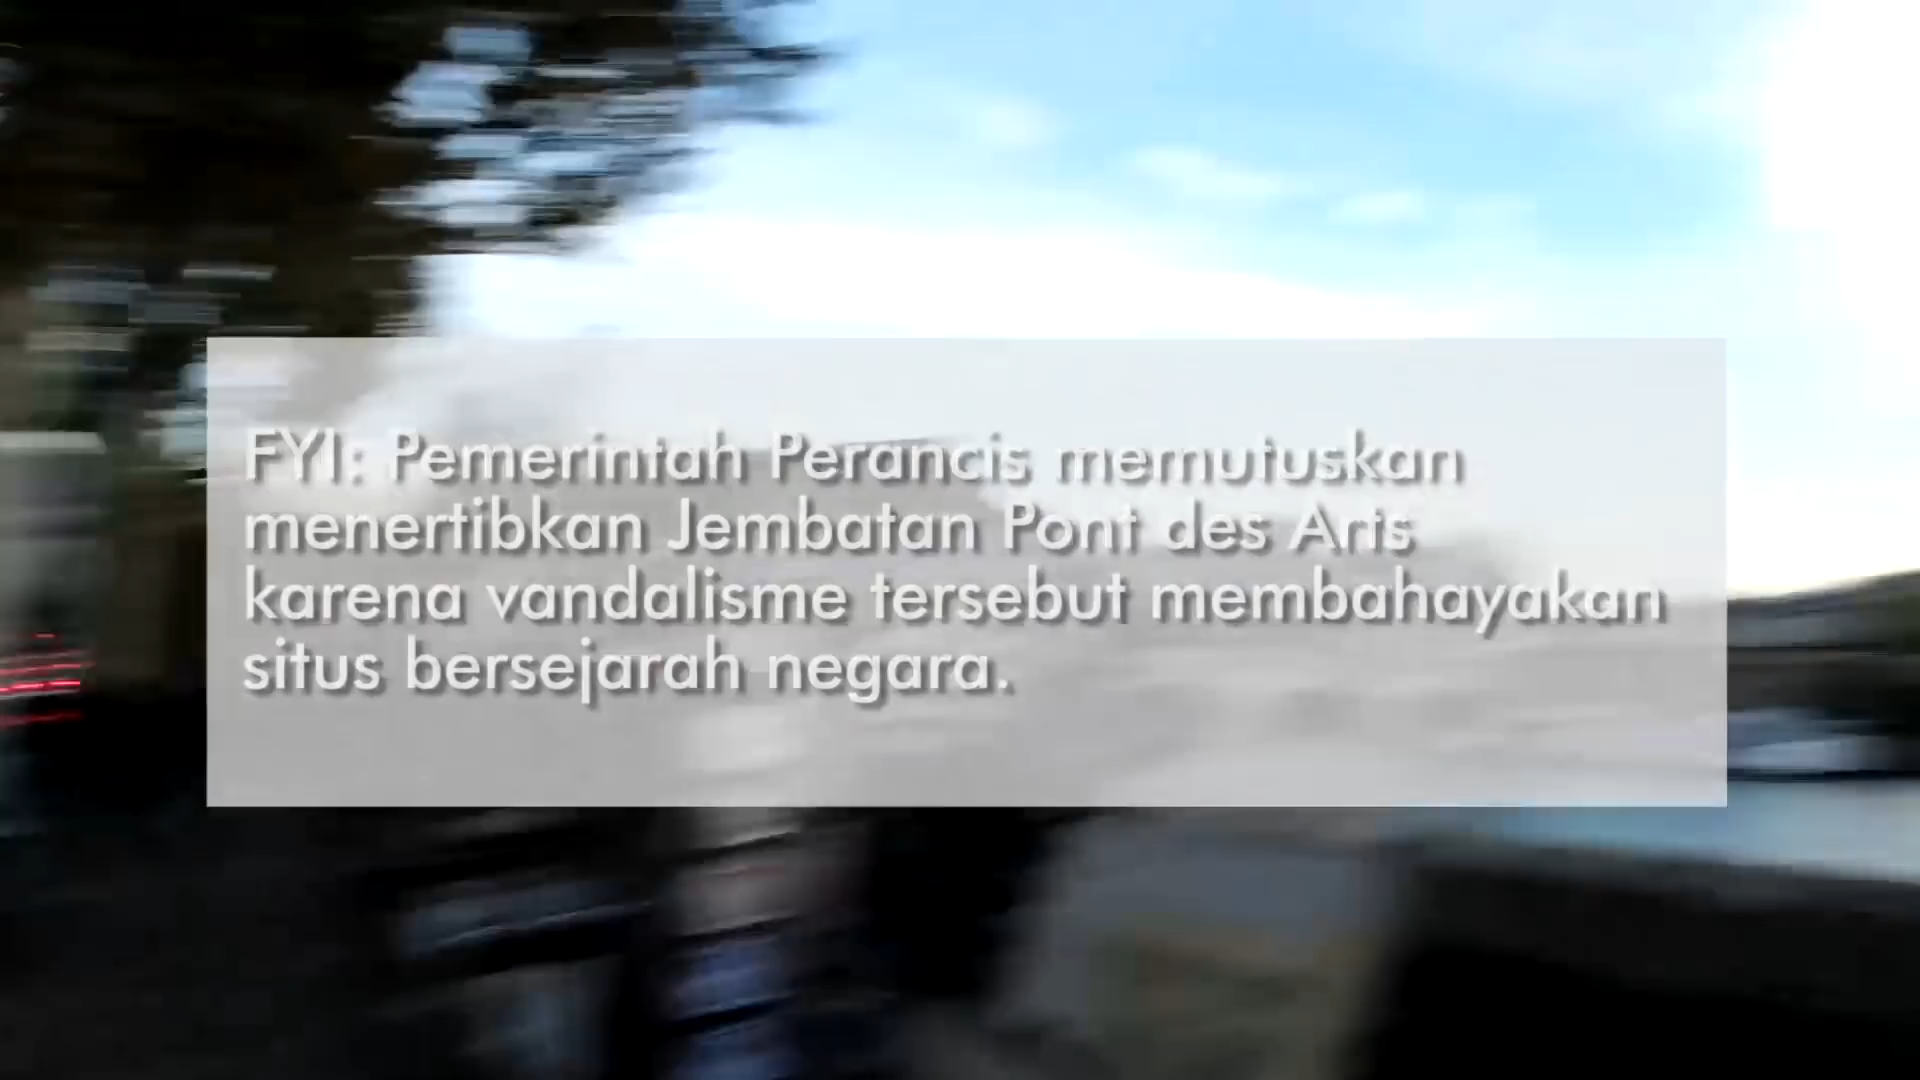 FYI: Pemerintah Perancis memutuskan
menertibkan Jembatan Pont des Arts
karena vandalisme tersebut membahayakan
situs bersejarah negara.